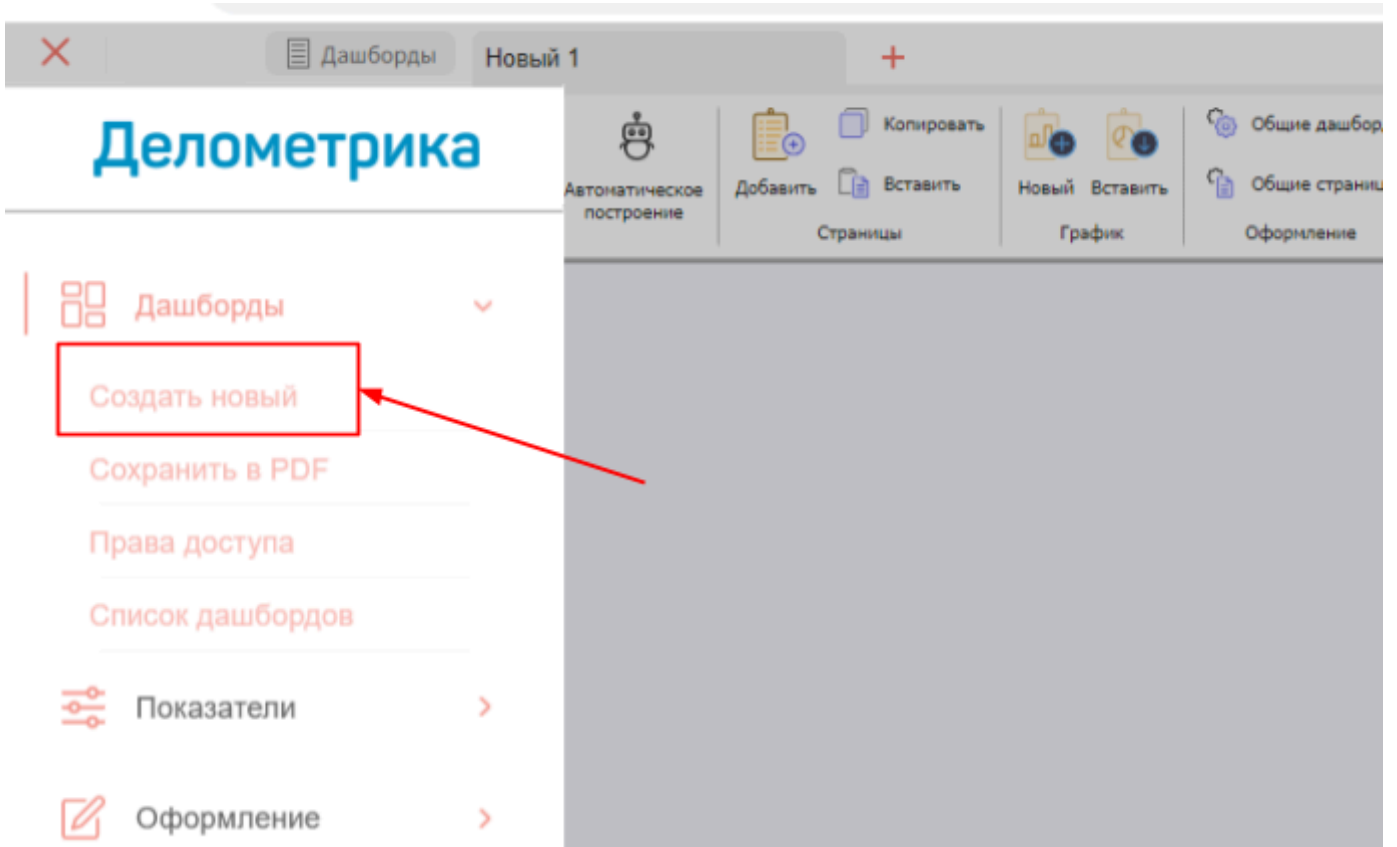 Дашборды
Новый 1
Делометрика
Автоматическое
построение
Добавить
Копировать
Вставить
Страницы
Новый
Вставить
График
Общие дашбор
Общие страниц
Оформление
Дашборды
Создать новый
Сохранить в PDF
Права доступа
Список дашбордов
Показатели
Оформление